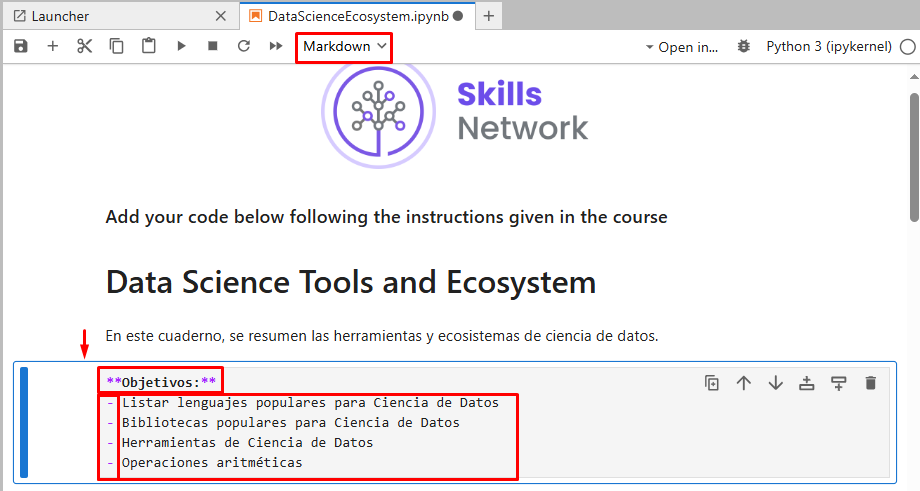 Launcher
DataScienceEcosystem.ipynb
Markdown
Open in...
Python 3 (ipykernel)
Skills
Network
Add your code below following the instructions given in the course
Data Science Tools and Ecosystem
En este cuaderno, se resumen las herramientas y ecosistemas de ciencia de datos.
**Objetivos:**
- Listar lenguajes populares para Ciencia de Datos
- Bibliotecas populares para Ciencia de Datos
- Herramientas de Ciencia de Datos
- Operaciones aritméticas